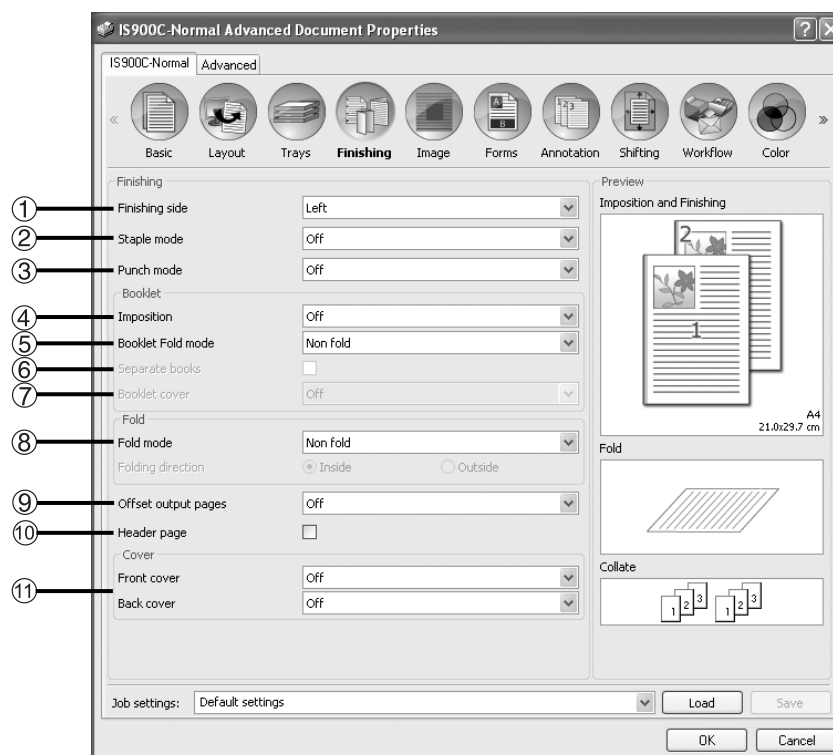 IS900C-Normal Advanced Document Properties
IS900C-Normal Advanced
« Basic Layout Trays Finishing Image Forms Annotation Shifting Workflow Color »
Finishing
① Finishing side Left
② Staple mode Off
③ Punch mode Off
Booklet
④ Imposition Off
⑤ Booklet Fold mode Non fold
⑥ Separate books
⑦ Booklet cover Off
Fold
⑧ Fold mode Non fold
Folding direction Inside Outside
⑨ Offset output pages Off
⑩ Header page
Cover
⑪ Front cover Off
Back cover Off
Preview
Imposition and Finishing
2
1
A4
21.0x29.7 cm
Fold
Collate
1 2 3 1 2 3
Job settings: Default settings Load Save
OK Cancel